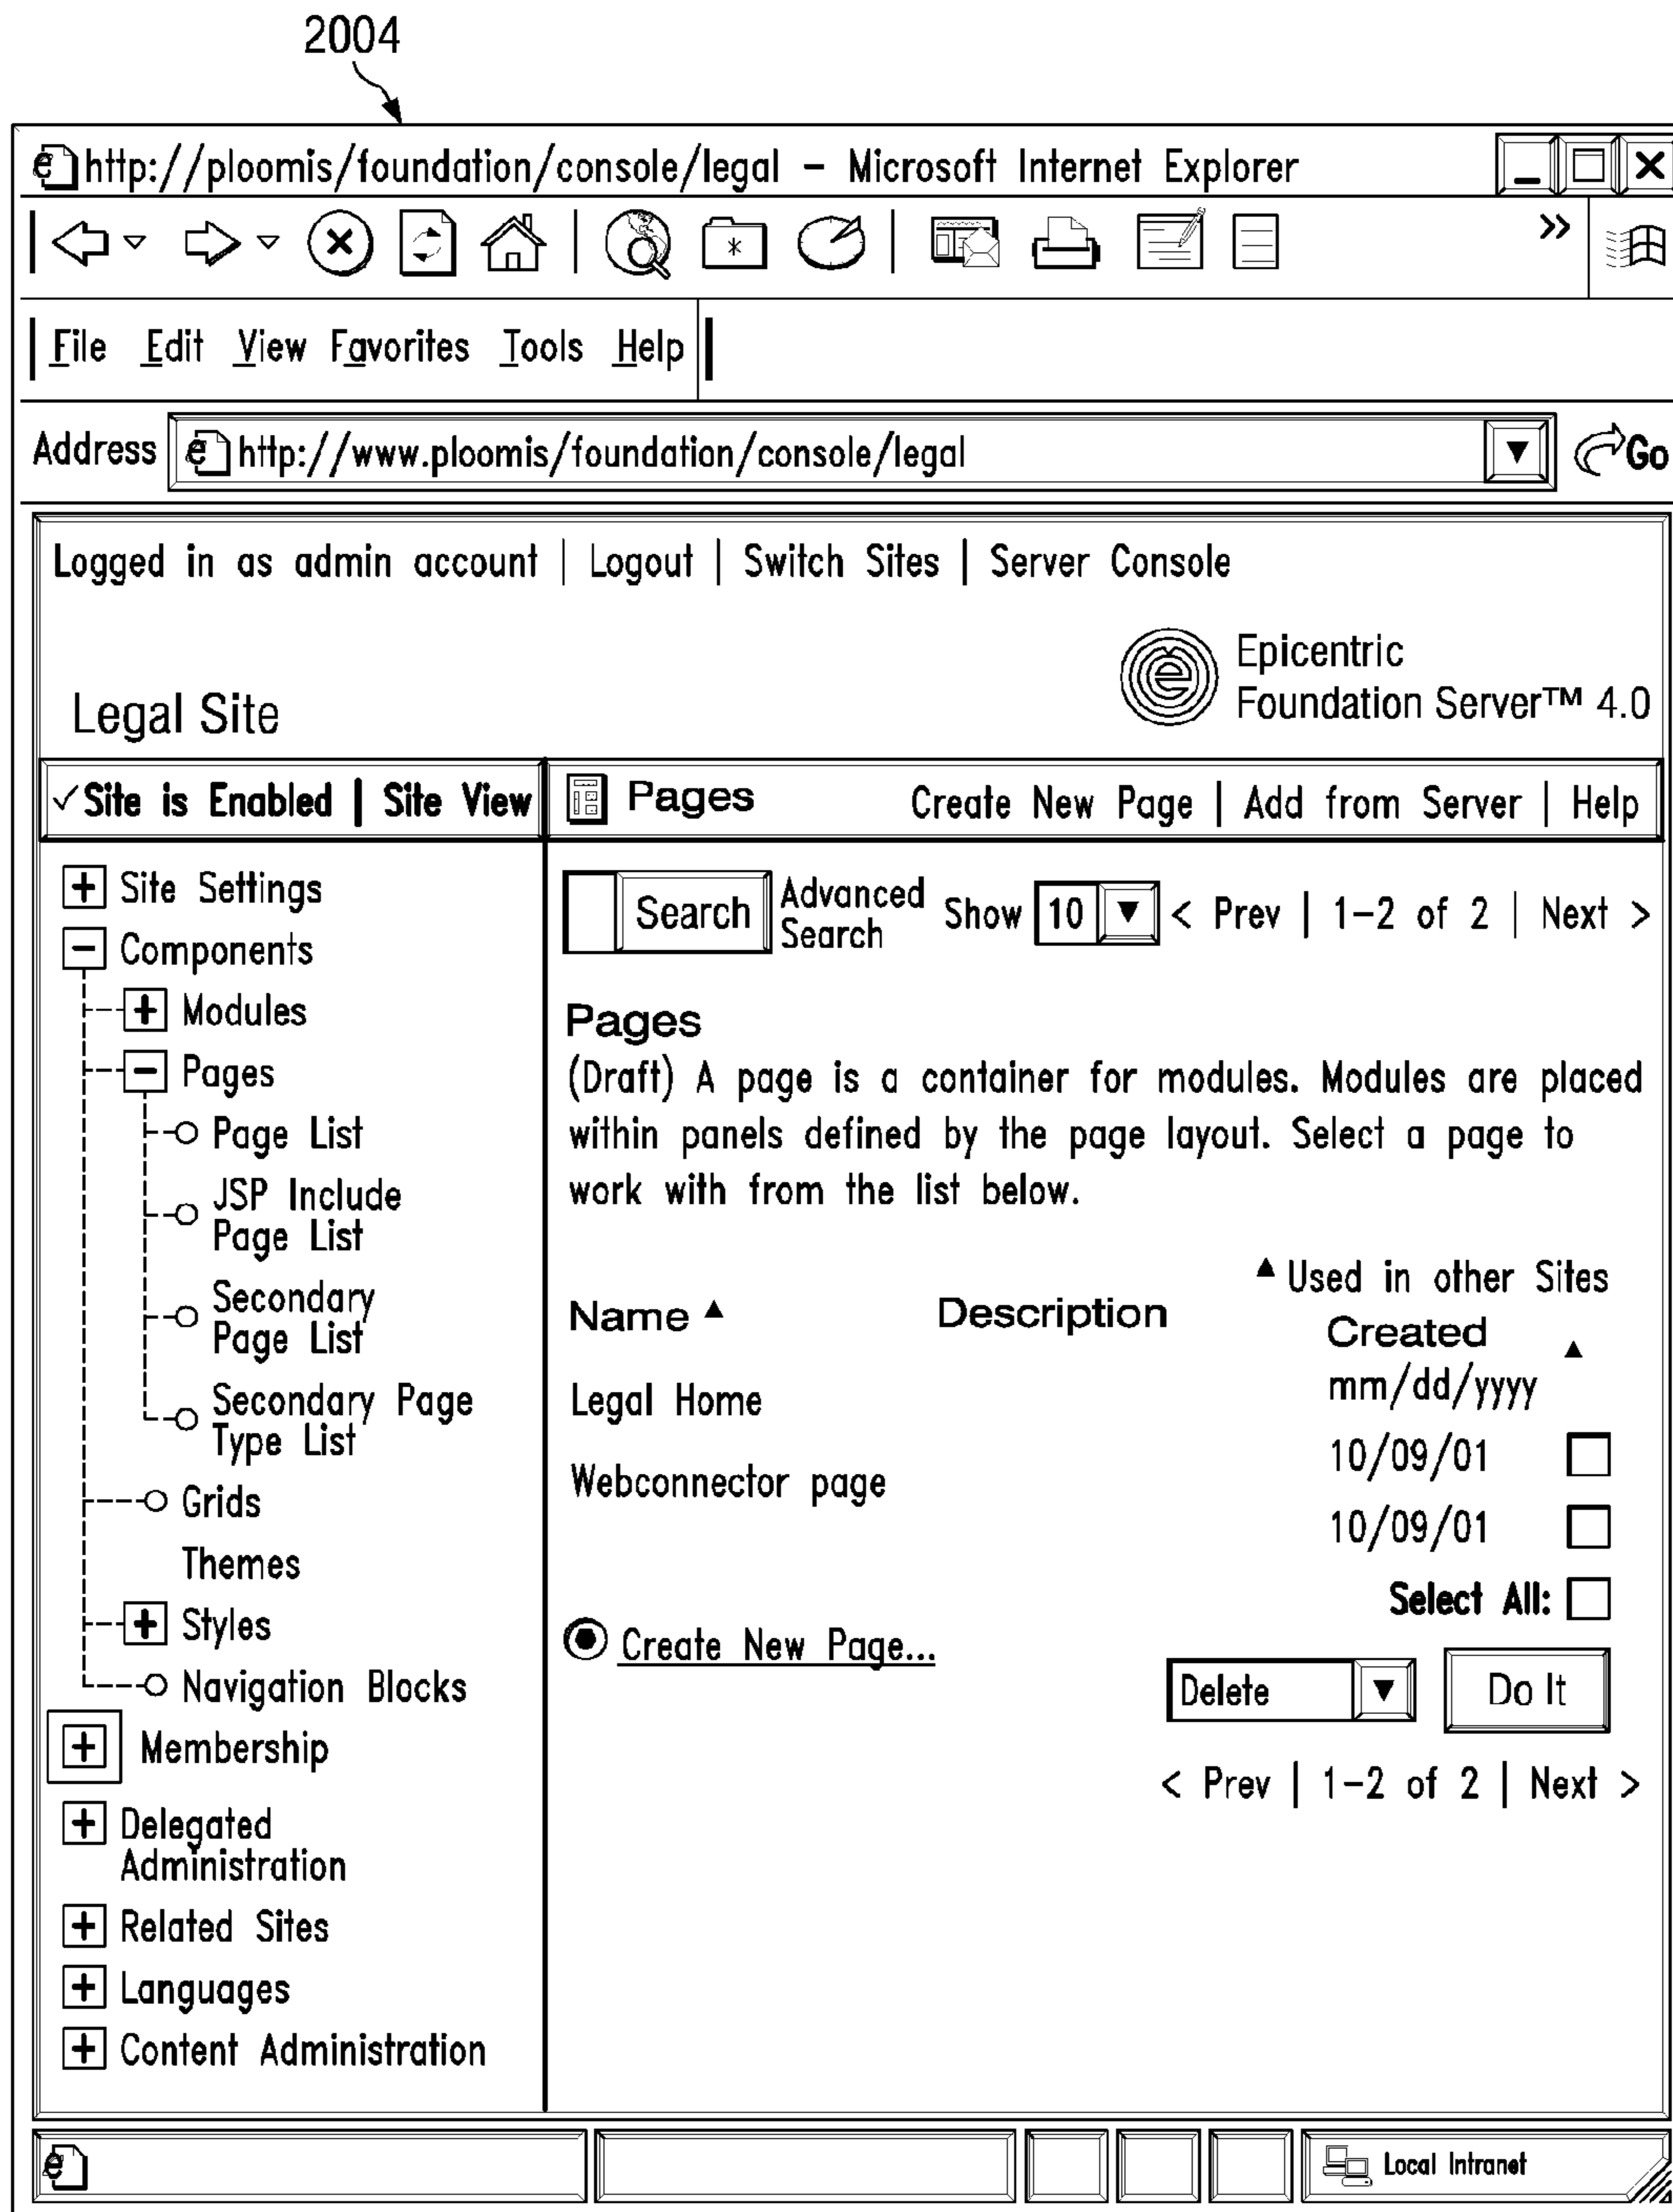 2004
http://ploomis/foundation/console/legal – Microsoft Internet Explorer
File Edit View Favorites Tools Help
Address http://www.ploomis/foundation/console/legal Go
Logged in as admin account | Logout | Switch Sites | Server Console
Epicentric
Foundation Server™ 4.0
Legal Site
✓Site is Enabled | Site View
Pages Create New Page | Add from Server | Help
Site Settings
Components
Modules
Pages
Page List
JSP Include
Page List
Secondary
Page List
Secondary Page
Type List
Grids
Themes
Styles
Navigation Blocks
Membership
Delegated
Administration
Related Sites
Languages
Content Administration
Search Advanced
Search
Show 10 < Prev | 1–2 of 2 | Next >
Pages
(Draft) A page is a container for modules. Modules are placed
within panels defined by the page layout. Select a page to
work with from the list below.
▲ Used in other Sites
Name ▲ Description Created ▲
mm/dd/yyyy
Legal Home
10/09/01
Webconnector page
10/09/01
Select All:
Create New Page...
Delete Do It
< Prev | 1–2 of 2 | Next >
Local Intranet